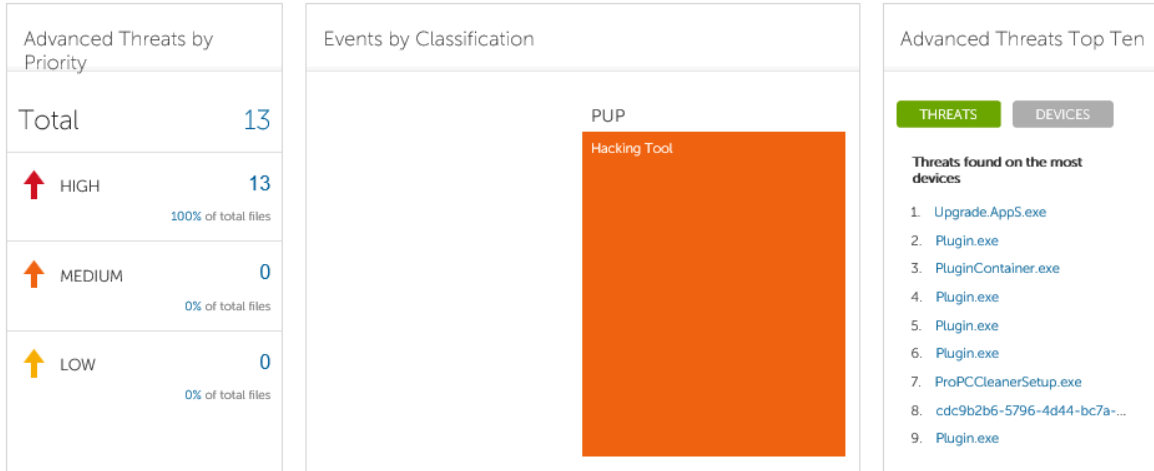 Advanced Threats by
Priority
Total 13
HIGH 13
100% of total files
MEDIUM 0
0% of total files
LOW 0
0% of total files
Events by Classification
PUP
Hacking Tool
Advanced Threats Top Ten
THREATS DEVICES
Threats found on the most
devices
1. Upgrade.AppS.exe
2. Plugin.exe
3. PluginContainer.exe
4. Plugin.exe
5. Plugin.exe
6. Plugin.exe
7. ProPCCleanerSetup.exe
8. cdc9b2b6-5796-4d44-bc7a-...
9. Plugin.exe